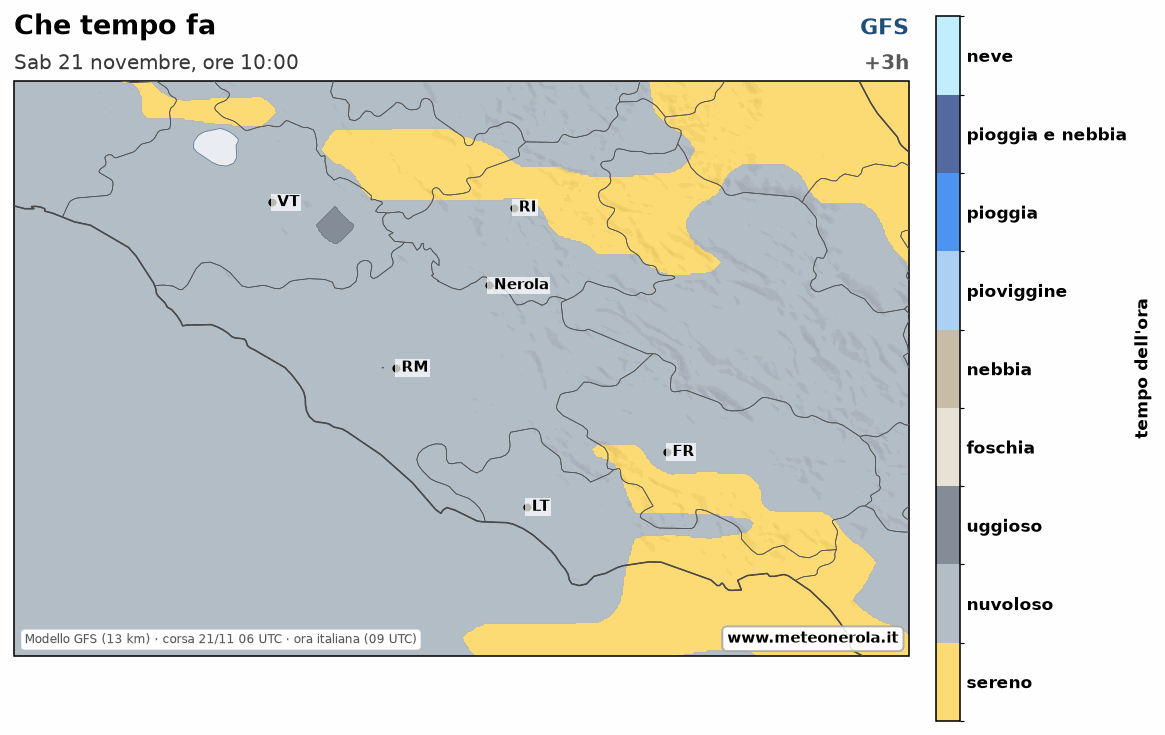 Che tempo fa
GFS
Sab 21 novembre, ore 10:00
+3h
neve
pioggia e nebbia
pioggia
pioviggine
nebbia
foschia
uggioso
nuvoloso
sereno
tempo dell'ora
VT
RI
Nerola
RM
FR
LT
Modello GFS (13 km) · corsa 21/11 06 UTC · ora italiana (09 UTC)
www.meteonerola.it